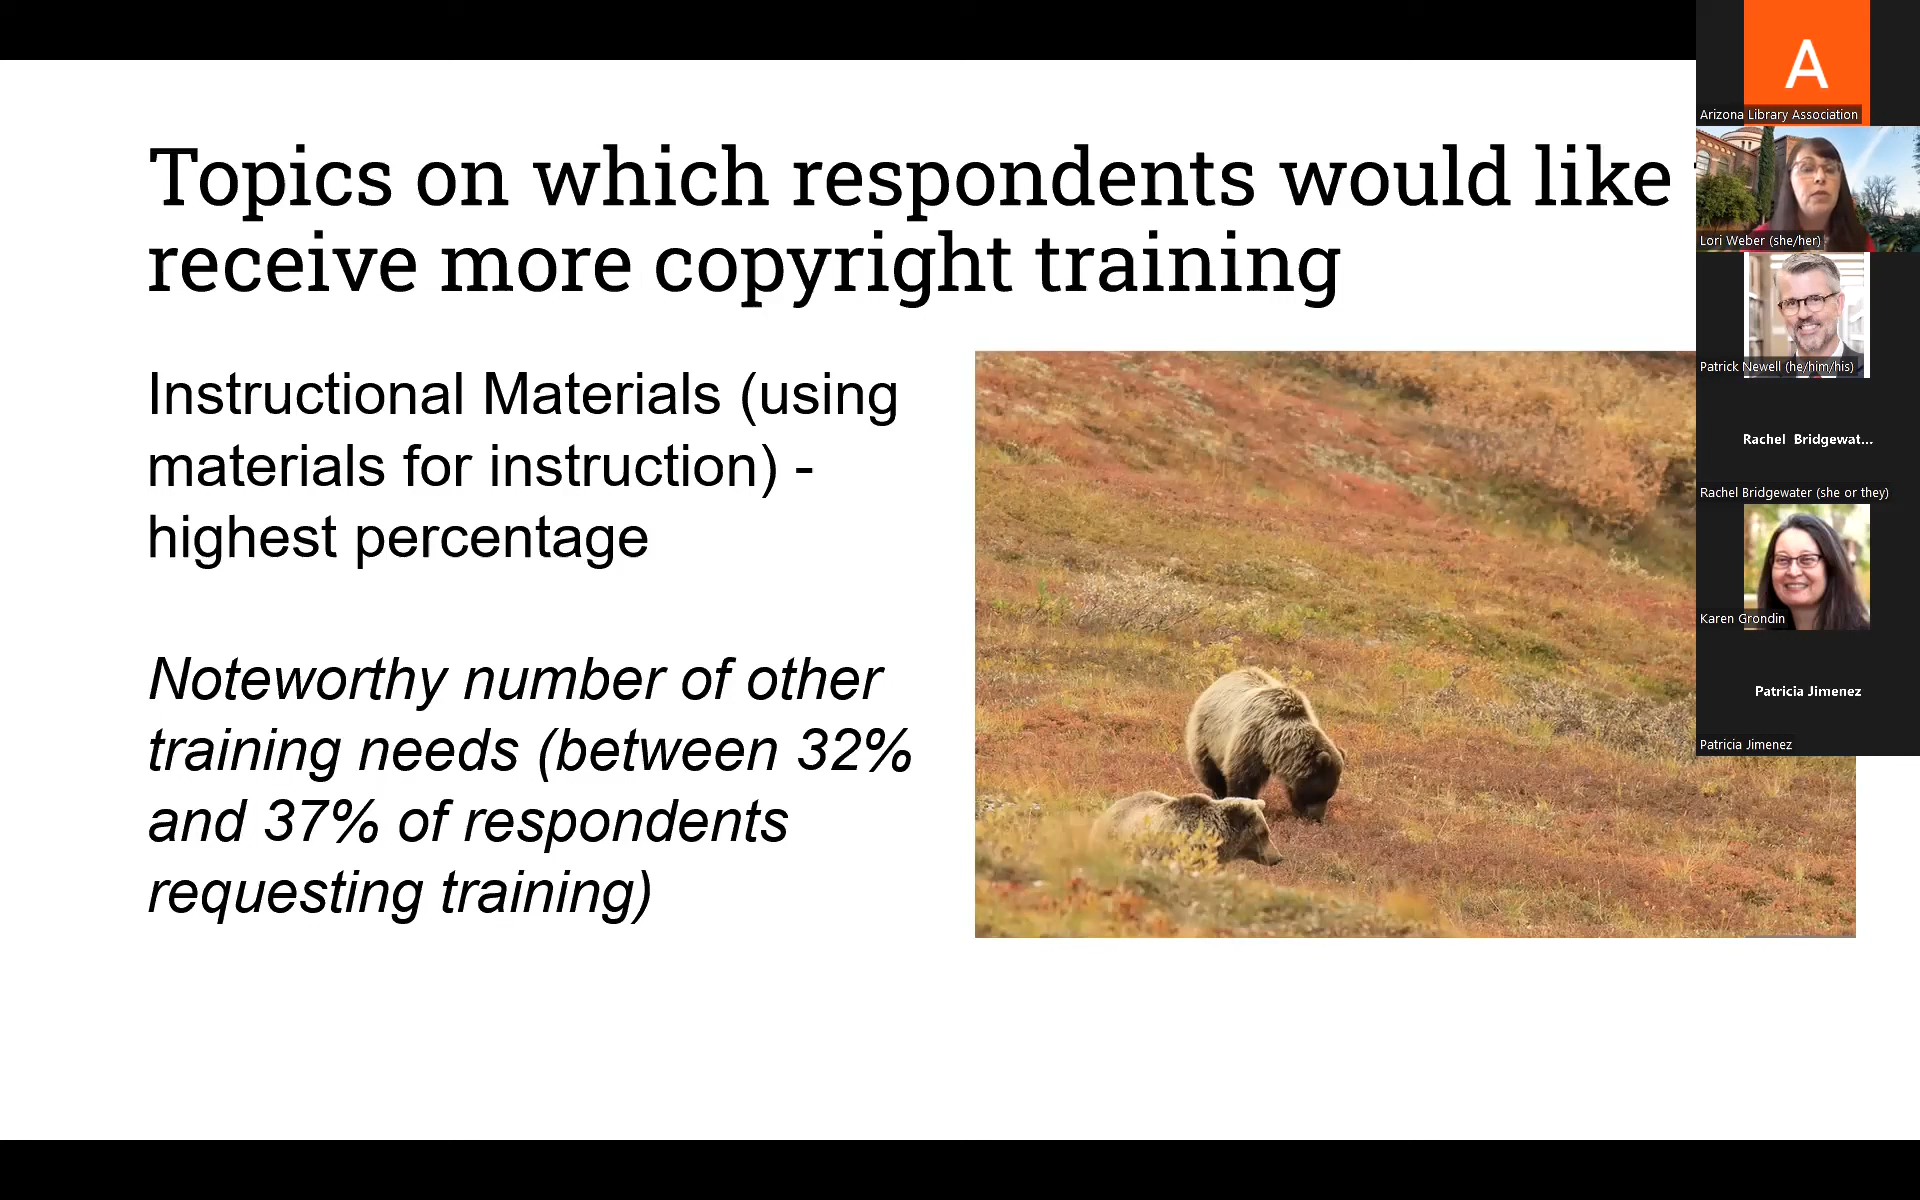 Topics on which respondents would like
receive more copyright training
Instructional Materials (using
materials for instruction) -
highest percentage
Noteworthy number of other
training needs (between 32%
and 37% of respondents
requesting training)
A
Arizona Library Association
Lori Weber (she/her)
Patrick Newell (he/him/his)
Rachel Bridgewat...
Rachel Bridgewater (she or they)
Karen Grondin
Patricia Jimenez
Patricia Jimenez